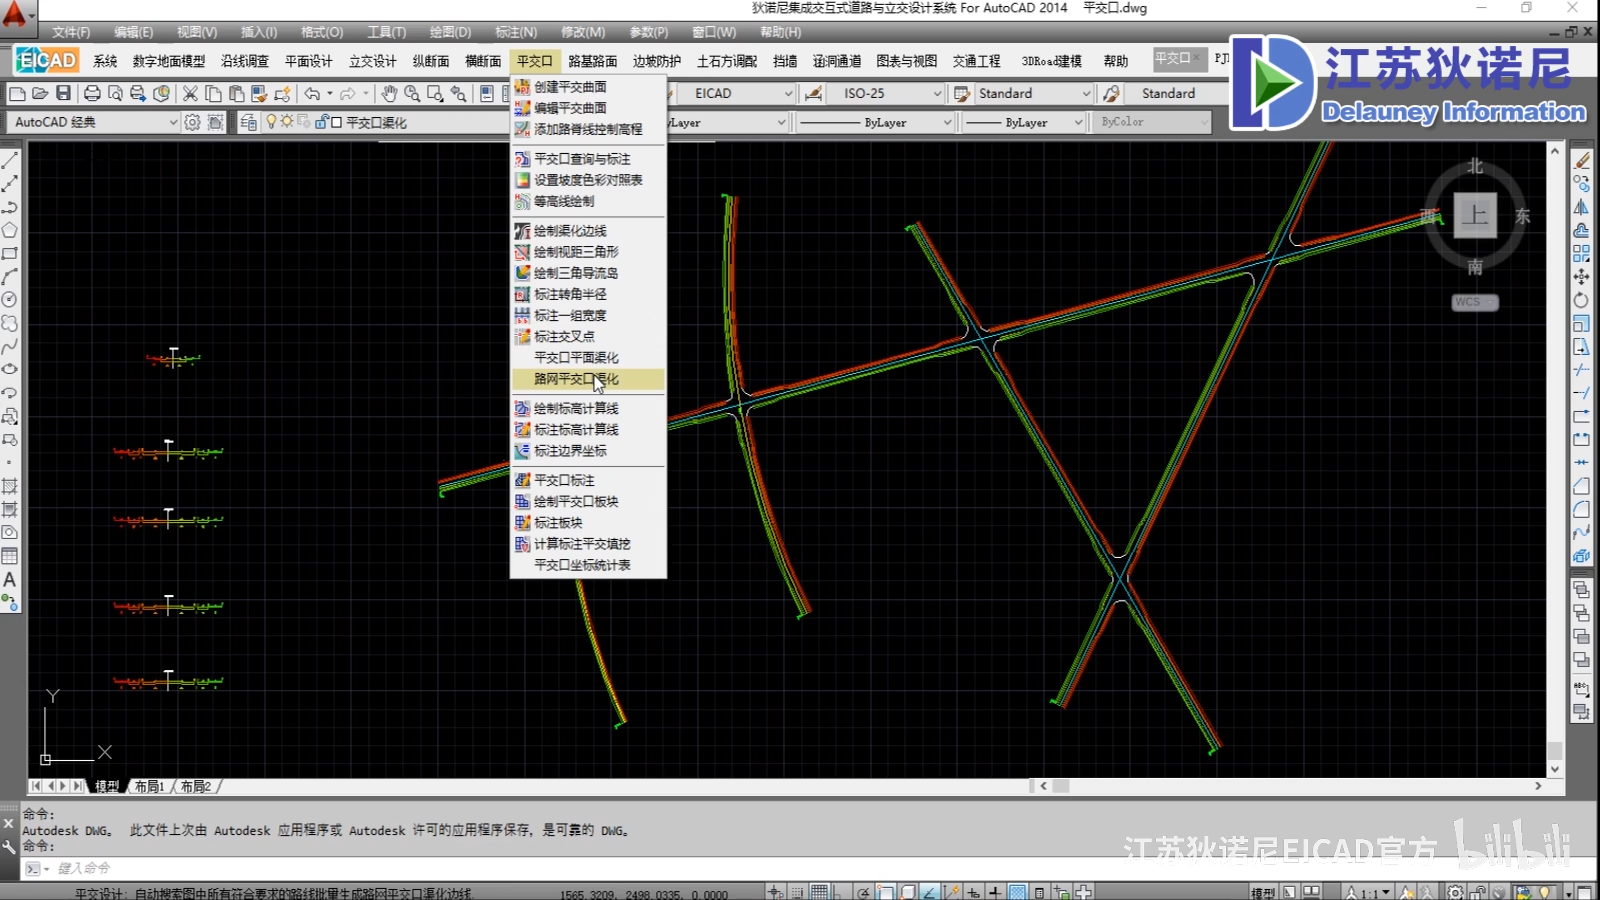 狄诺尼集成交互式道路与立交设计系统 For AutoCAD 2014    平交口.dwg
文件(F) 编辑(E) 视图(V) 插入(I) 格式(O) 工具(T) 绘图(D) 标注(N) 修改(M) 参数(P) 窗口(W) 帮助(H)
EICAD 系统 数字地面模型 沿线调查 平面设计 立交设计 纵断面 横断面 平交口 路基路面 边坡防护 土石方调配 挡墙 涵洞通道 图表与视图 交通工程 3DRoad建模 帮助 平交口
江苏狄诺尼
Delauney Information
EICAD ISO-25 Standard Standard
AutoCAD 经典 平交口渠化 ByLayer ByLayer ByLayer ByColor
创建平交曲面
编辑平交曲面
添加路脊线控制高程
平交口查询与标注
设置坡度色彩对照表
等高线绘制
绘制渠化边线
绘制视距三角形
绘制三角导流岛
标注转角半径
标注一组宽度
标注交叉点
平交口平面渠化
路网平交口渠化
绘制标高计算线
标注标高计算线
标注边界坐标
平交口标注
绘制平交口板块
标注板块
计算标注平交填挖
平交口坐标统计表
北
西 上 东
南
WCS
Y
X
模型 布局1 布局2
命令:
Autodesk DWG。 此文件上次由 Autodesk 应用程序或 Autodesk 许可的应用程序保存，是可靠的 DWG。
命令:
键入命令
江苏狄诺尼EICAD官方 bilibili
平交设计：自动搜索图中所有符合要求的路线批量生成路网平交口渠化边线. 1565.3209, 2498.0335, 0.0000 模型 1:1